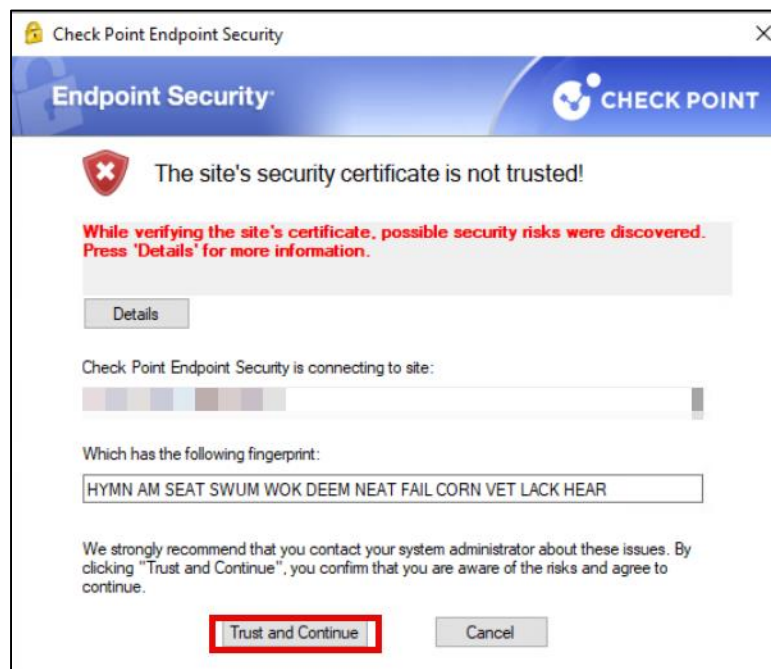 Check Point Endpoint Security
Endpoint Security
CHECK POINT
The site's security certificate is not trusted!
While verifying the site's certificate, possible security risks were discovered.
Press 'Details' for more information.
Details
Check Point Endpoint Security is connecting to site:
Which has the following fingerprint:
HYMN AM SEAT SWUM WOK DEEM NEAT FAIL CORN VET LACK HEAR
We strongly recommend that you contact your system administrator about these issues. By
clicking "Trust and Continue", you confirm that you are aware of the risks and agree to
continue.
Trust and Continue
Cancel